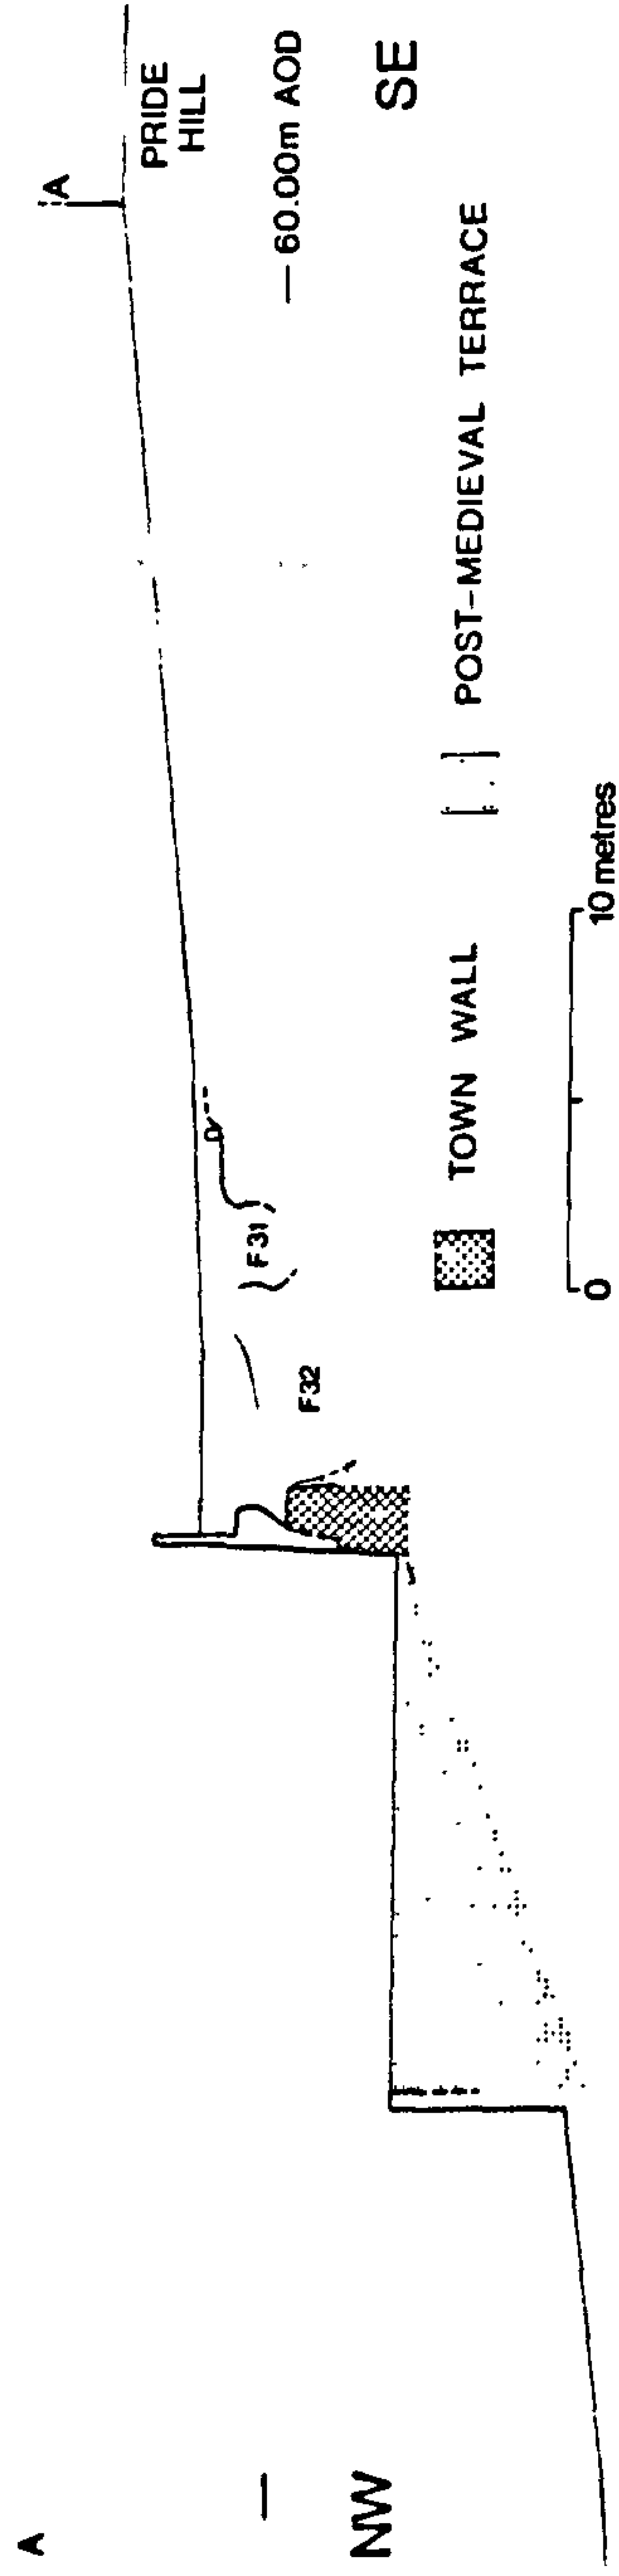 A
A
PRIDE
HILL
60.00m AOD
NW
SE
F32
F31
TOWN WALL
POST-MEDIEVAL TERRACE
0
10 metres